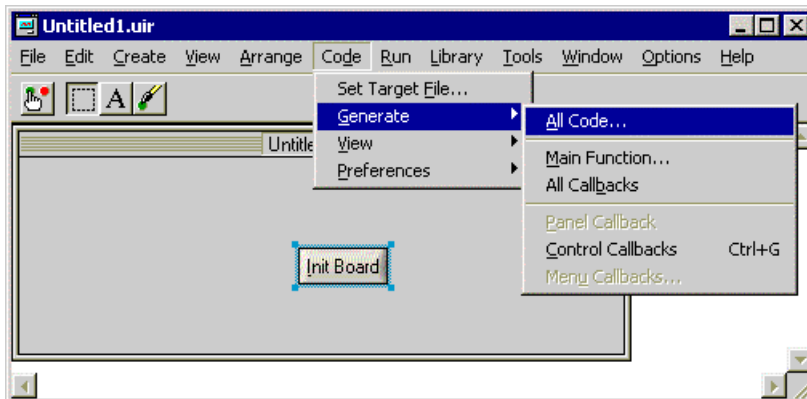 Untitled1.uir
File Edit Create View Arrange Code Run Library Tools Window Options Help
A
Set Target File...
Generate
View
Preferences
All Code...
Main Function...
All Callbacks
Panel Callback
Control Callbacks Ctrl+G
Menu Callbacks...
Untitle
Init Board